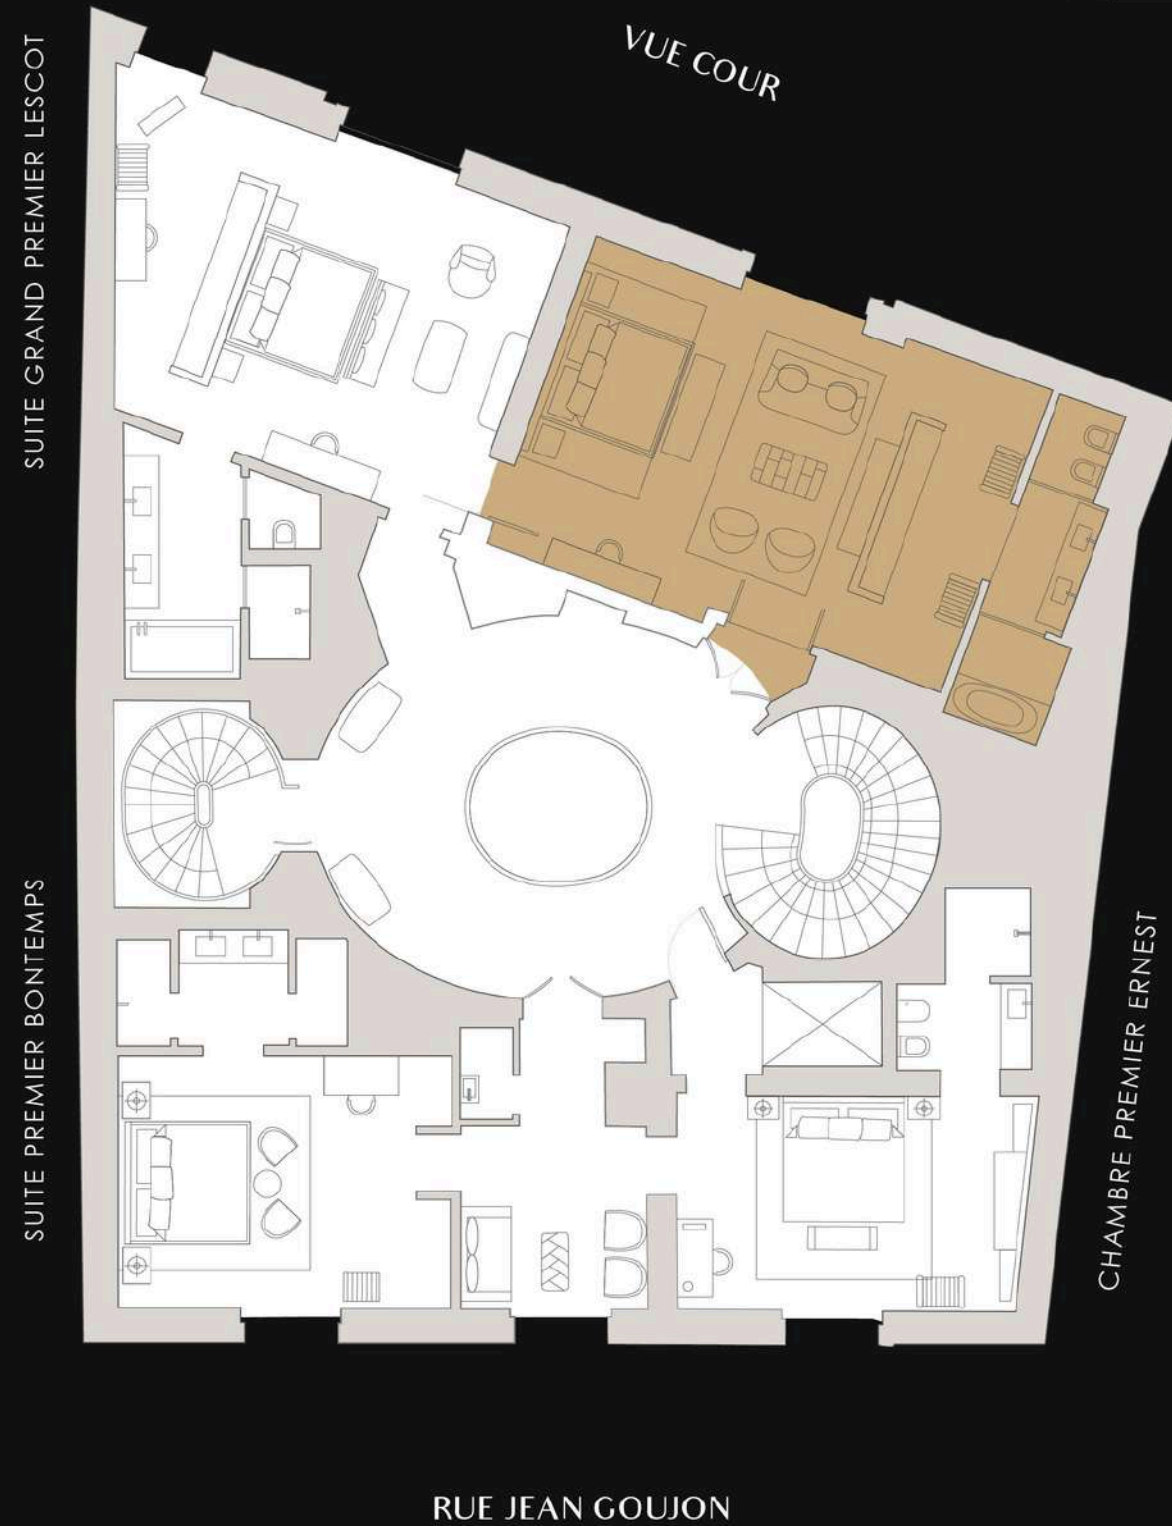 VUE COUR
SUITE GRAND PREMIER LESCOT
SUITE PREMIER BONTEMPS
CHAMBRE PREMIER ERNEST
RUE JEAN GOUJON